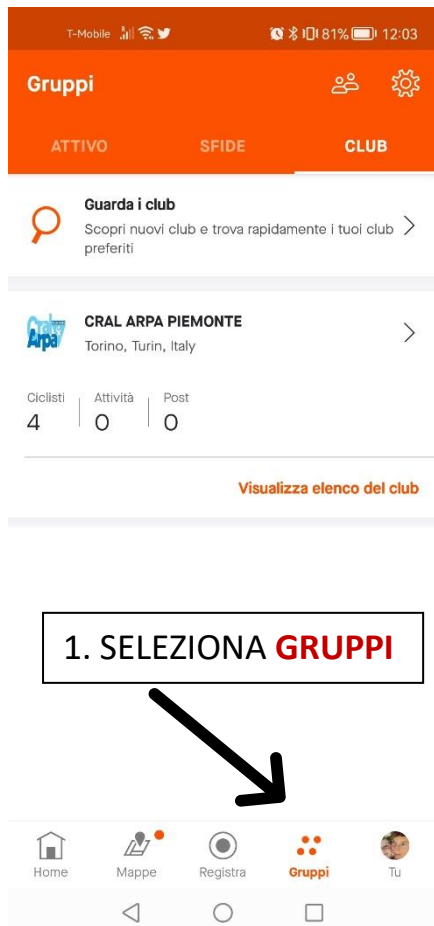 T-Mobile 81% 12:03
Gruppi
ATTIVO SFIDE CLUB
Guarda i club
Scopri nuovi club e trova rapidamente i tuoi club
preferiti
Cral Arpa
CRAL ARPA PIEMONTE
Torino, Turin, Italy
Ciclisti Attività Post
4 0 0
Visualizza elenco del club
1. SELEZIONA GRUPPI
Home Mappe Registra Gruppi Tu